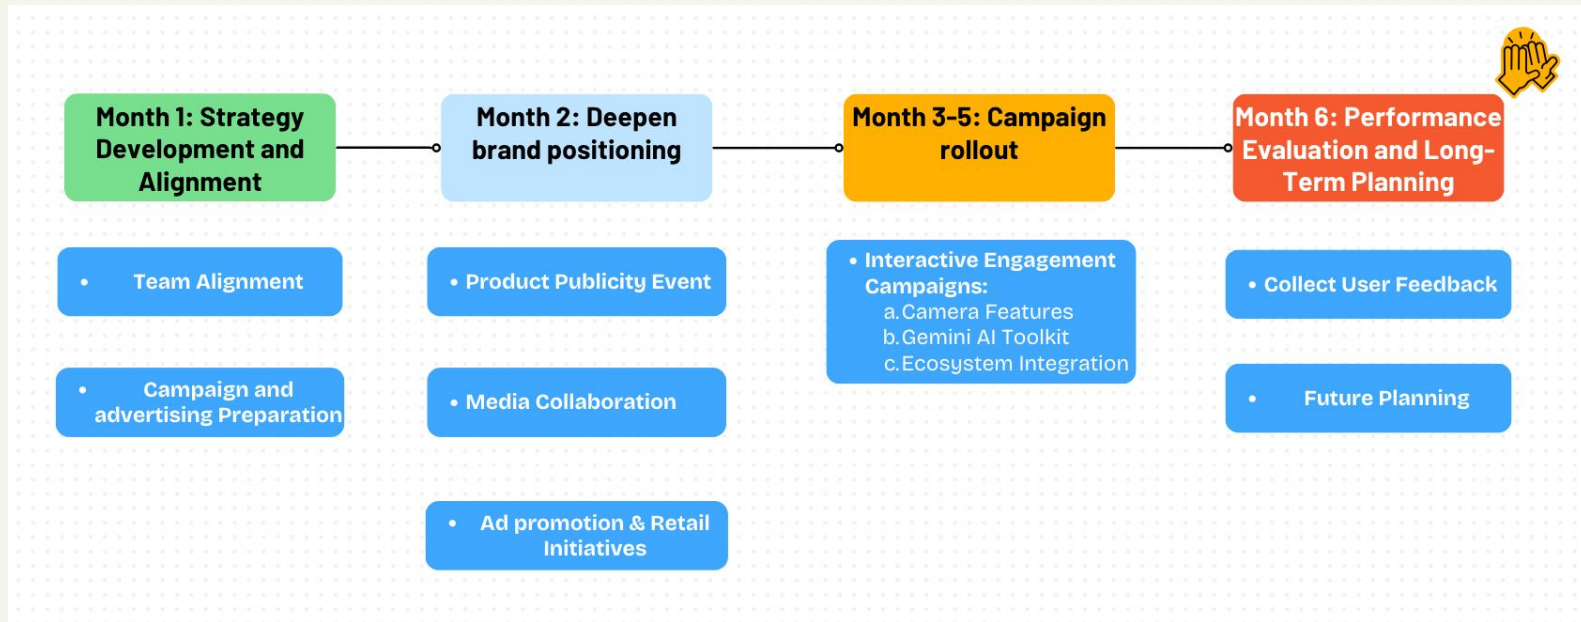 Month 1: Strategy
Development and
Alignment
• Team Alignment
• Campaign and
advertising Preparation
Month 2: Deepen
brand positioning
• Product Publicity Event
• Media Collaboration
• Ad promotion & Retail
Initiatives
Month 3-5: Campaign
rollout
• Interactive Engagement
Campaigns:
a. Camera Features
b. Gemini AI Toolkit
c. Ecosystem Integration
Month 6: Performance
Evaluation and Long-
Term Planning
• Collect User Feedback
• Future Planning